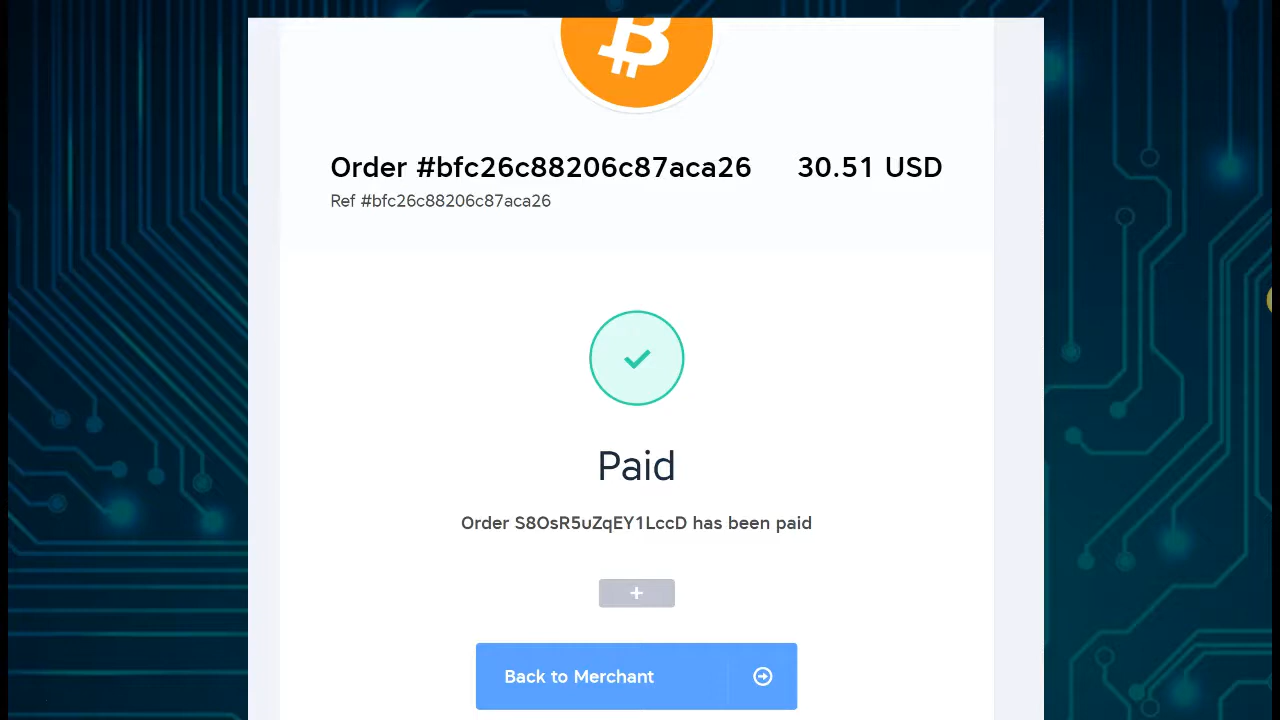 Order #bfc26c88206c87aca26 30.51 USD
Ref #bfc26c88206c87aca26
Paid
Order S8OsR5uZqEY1LccD has been paid
+
Back to Merchant